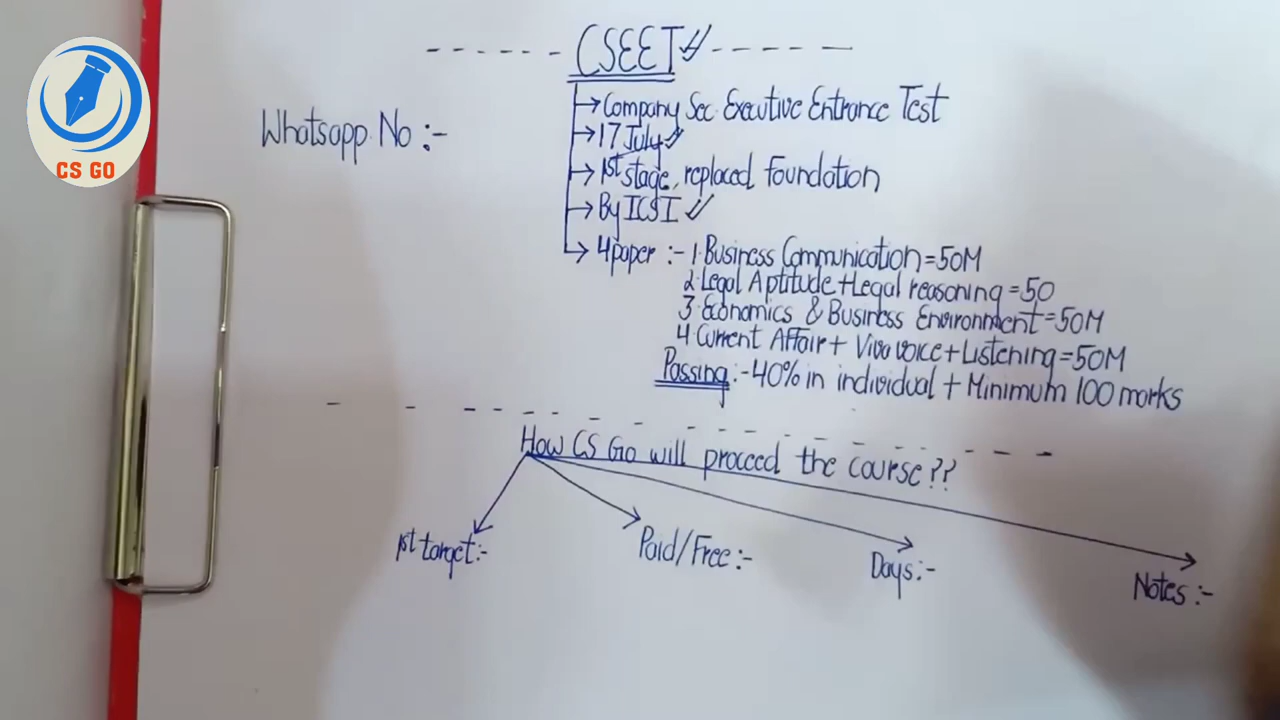 CS GO
CSEET
Whatsapp No :-
Company Sec. Executive Entrance Test
17 July
1st stage, replaced foundation
By ICSI
4 paper :- 1. Business Communication = 50M
2. Legal Aptitude + Legal reasoning = 50
3. Economics & Business Environment = 50M
4. Current Affair + Viva voice + Listening = 50M
Passing :- 40% in individual + Minimum 100 marks
How CS Go will proceed the course??
1st target :-
Paid/Free :-
Days :-
Notes :-